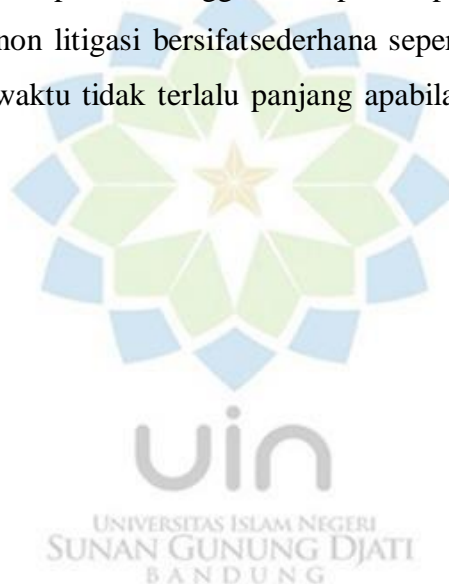 non litigasi bersifatsederhana seper
waktu tidak terlalu panjang apabila
uin
UNIVERSITAS ISLAM NEGERI
SUNAN GUNUNG DJATI
BANDUNG